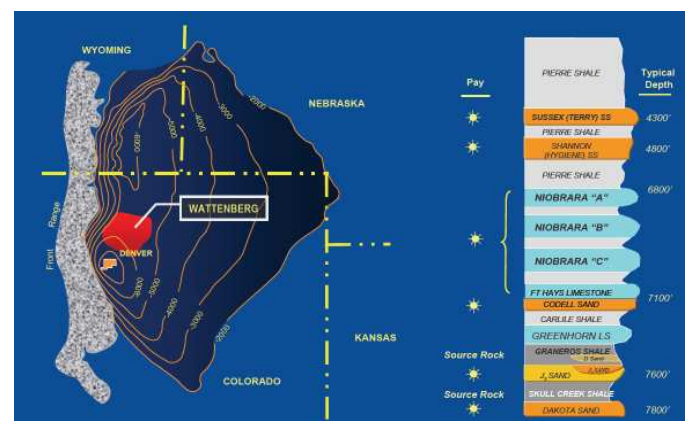 WYOMING
NEBRASKA
-2000
-3000
-4000
-5000
-6000
WATTENBERG
DENVER
Front Range
-6000
-5000
-4000
-3000
-2000
KANSAS
COLORADO
Pay
Typical
Depth
PIERRE SHALE
SUSSEX (TERRY) SS
4300'
PIERRE SHALE
SHANNON
(HYGIENE) SS
4800'
PIERRE SHALE
6800'
NIOBRARA "A"
NIOBRARA "B"
NIOBRARA "C"
FT HAYS LIMESTONE
7100'
CODELL SAND
CARLILE SHALE
GREENHORN LS
Source Rock
GRANEROS SHALE
D Sand
J SAND
7600'
Source Rock
SKULL CREEK SHALE
DAKOTA SAND
7800'